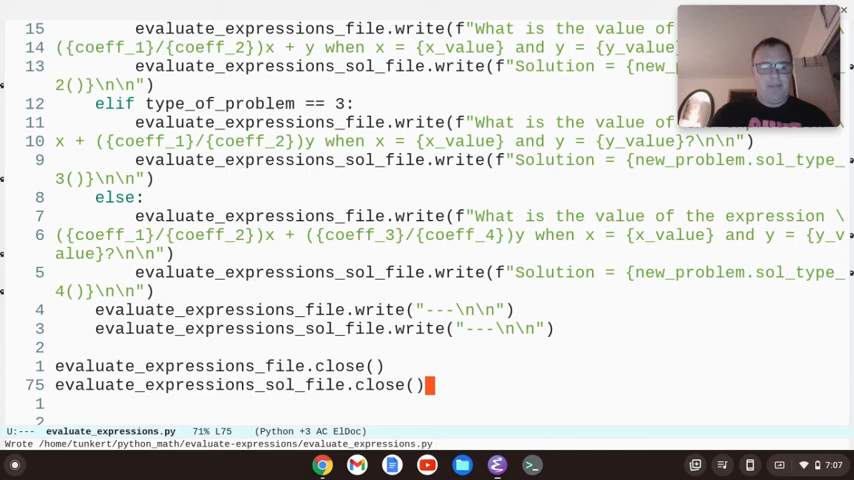 15 evaluate_expressions_file.write(f"What is the value of
14 ({coeff_1}/{coeff_2})x + y when x = {x_value} and y = {y_value}
13 evaluate_expressions_sol_file.write(f"Solution = {new_
2()}\n\n")
12 elif type_of_problem == 3:
11 evaluate_expressions_file.write(f"What is the value of
10 x + ({coeff_1}/{coeff_2})y when x = {x_value} and y = {y_value}?\n\n")
9 evaluate_expressions_sol_file.write(f"Solution = {new_problem.sol_type_
3()}\n\n")
8 else:
7 evaluate_expressions_file.write(f"What is the value of the expression \
6 ({coeff_1}/{coeff_2})x + ({coeff_3}/{coeff_4})y when x = {x_value} and y = {y_v
alue}?\n\n")
5 evaluate_expressions_sol_file.write(f"Solution = {new_problem.sol_type_
4()}\n\n")
4 evaluate_expressions_file.write("---\n\n")
3 evaluate_expressions_sol_file.write("---\n\n")
2
1 evaluate_expressions_file.close()
75 evaluate_expressions_sol_file.close()
1
2
U:--- evaluate_expressions.py 71% L75 (Python +3 AC ElDoc)
Wrote /home/tunkert/python_math/evaluate-expressions/evaluate_expressions.py
7:07